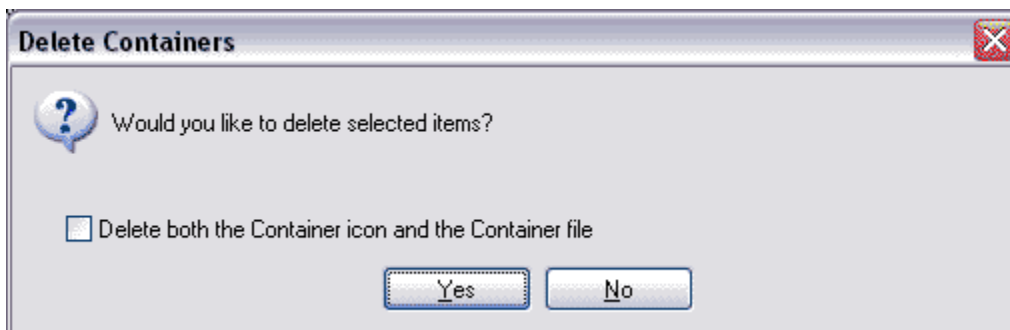 Delete Containers
Would you like to delete selected items?
Delete both the Container icon and the Container file
Yes No